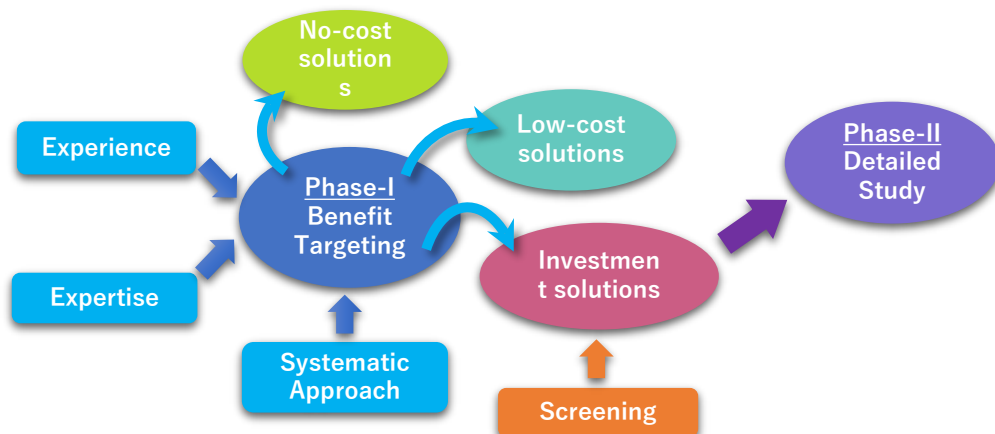 No-cost
solution
s
Low-cost
solutions
Phase-II
Detailed
Study
Experience
Phase-I
Benefit
Targeting
Expertise
Investmen
t solutions
Systematic
Approach
Screening